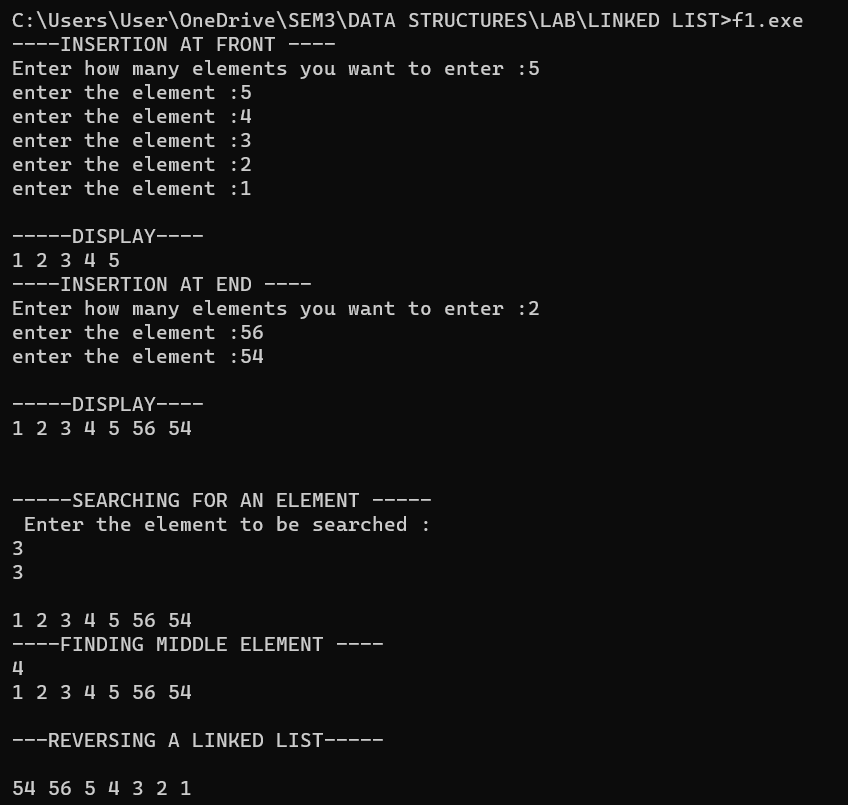 C:\Users\User\OneDrive\SEM3\DATA STRUCTURES\LAB\LINKED LIST>f1.exe
----INSERTION AT FRONT ----
Enter how many elements you want to enter :5
enter the element :5
enter the element :4
enter the element :3
enter the element :2
enter the element :1

-----DISPLAY----
1 2 3 4 5
----INSERTION AT END ----
Enter how many elements you want to enter :2
enter the element :56
enter the element :54

-----DISPLAY----
1 2 3 4 5 56 54


-----SEARCHING FOR AN ELEMENT -----
 Enter the element to be searched :
3
3

1 2 3 4 5 56 54
----FINDING MIDDLE ELEMENT ----
4
1 2 3 4 5 56 54

---REVERSING A LINKED LIST-----

54 56 5 4 3 2 1